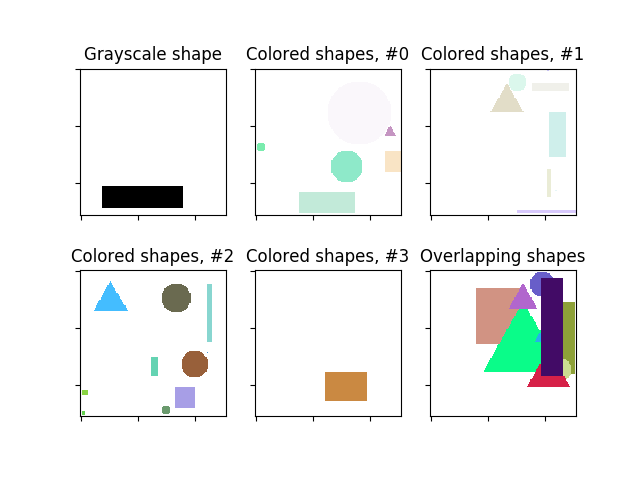 Grayscale shape
Colored shapes, #0
Colored shapes, #1
Colored shapes, #2
Colored shapes, #3
Overlapping shapes